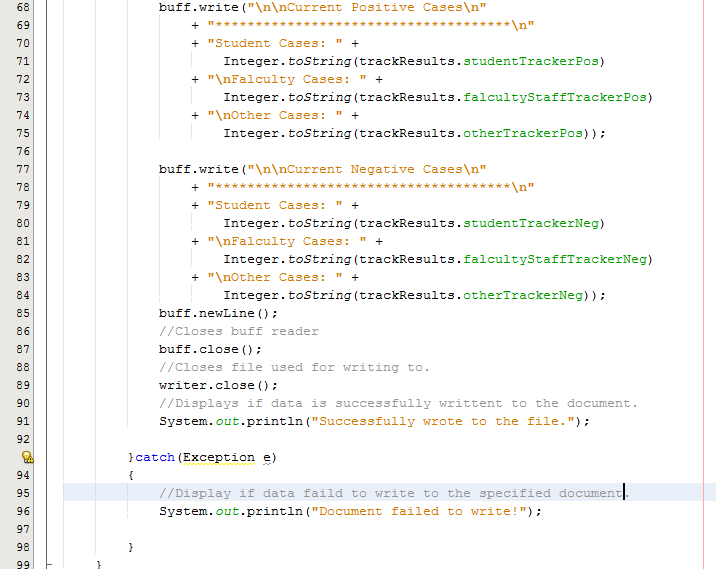 68 buff.write("\n\nCurrent Positive Cases\n"
69 + "*************************************\n"
70 + "Student Cases: " +
71 Integer.toString(trackResults.studentTrackerPos)
72 + "\nFalculty Cases: " +
73 Integer.toString(trackResults.falcultyStaffTrackerPos)
74 + "\nOther Cases: " +
75 Integer.toString(trackResults.otherTrackerPos));
76
77 buff.write("\n\nCurrent Negative Cases\n"
78 + "*************************************\n"
79 + "Student Cases: " +
80 Integer.toString(trackResults.studentTrackerNeg)
81 + "\nFalculty Cases: " +
82 Integer.toString(trackResults.falcultyStaffTrackerNeg)
83 + "\nOther Cases: " +
84 Integer.toString(trackResults.otherTrackerNeg));
85 buff.newLine();
86 //Closes buff reader
87 buff.close();
88 //Closes file used for writing to.
89 writer.close();
90 //Displays if data is successfully writtent to the document.
91 System.out.println("Successfully wrote to the file.");
92
}catch(Exception e)
94 {
95 //Display if data faild to write to the specified document.
96 System.out.println("Document failed to write!");
97
98 }
99 }